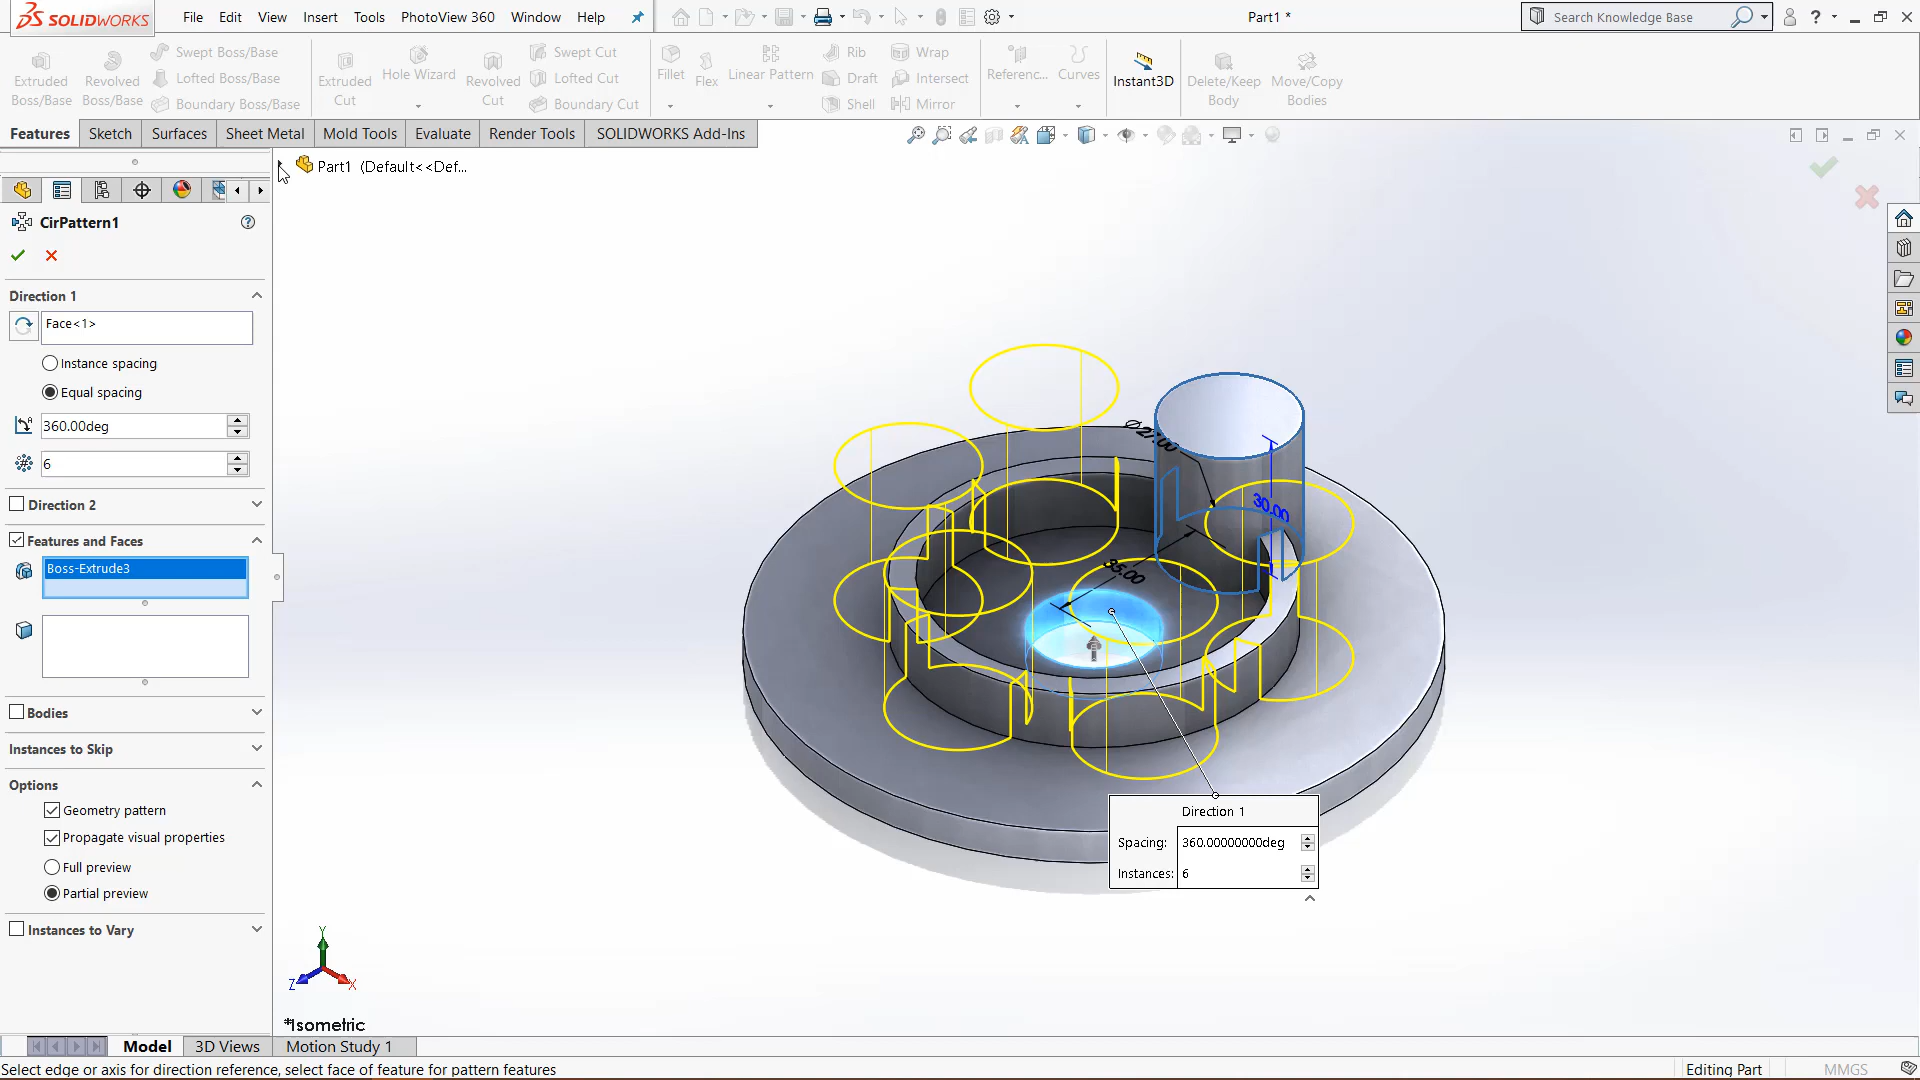 SOLIDWORKS
File Edit View Insert Tools PhotoView 360 Window Help
Part1 *
Search Knowledge Base
Extruded Boss/Base
Revolved Boss/Base
Swept Boss/Base
Lofted Boss/Base
Boundary Boss/Base
Extruded Cut
Hole Wizard
Revolved Cut
Swept Cut
Lofted Cut
Boundary Cut
Fillet
Flex
Linear Pattern
Rib
Draft
Shell
Wrap
Intersect
Mirror
Referenc...
Curves
Instant3D
Delete/Keep Body
Move/Copy Bodies
Features Sketch Surfaces Sheet Metal Mold Tools Evaluate Render Tools SOLIDWORKS Add-Ins
Part1 (Default<<Def...
CirPattern1
Direction 1
Face<1>
Instance spacing
Equal spacing
360.00deg
6
Direction 2
Features and Faces
Boss-Extrude3
Bodies
Instances to Skip
Options
Geometry pattern
Propagate visual properties
Full preview
Partial preview
Instances to Vary
Ø27.00
30.00
35.00
Direction 1
Spacing: 360.00000000deg
Instances: 6
Y
Z
X
*Isometric
Model 3D Views Motion Study 1
Select edge or axis for direction reference, select face of feature for pattern features
Editing Part
MMGS